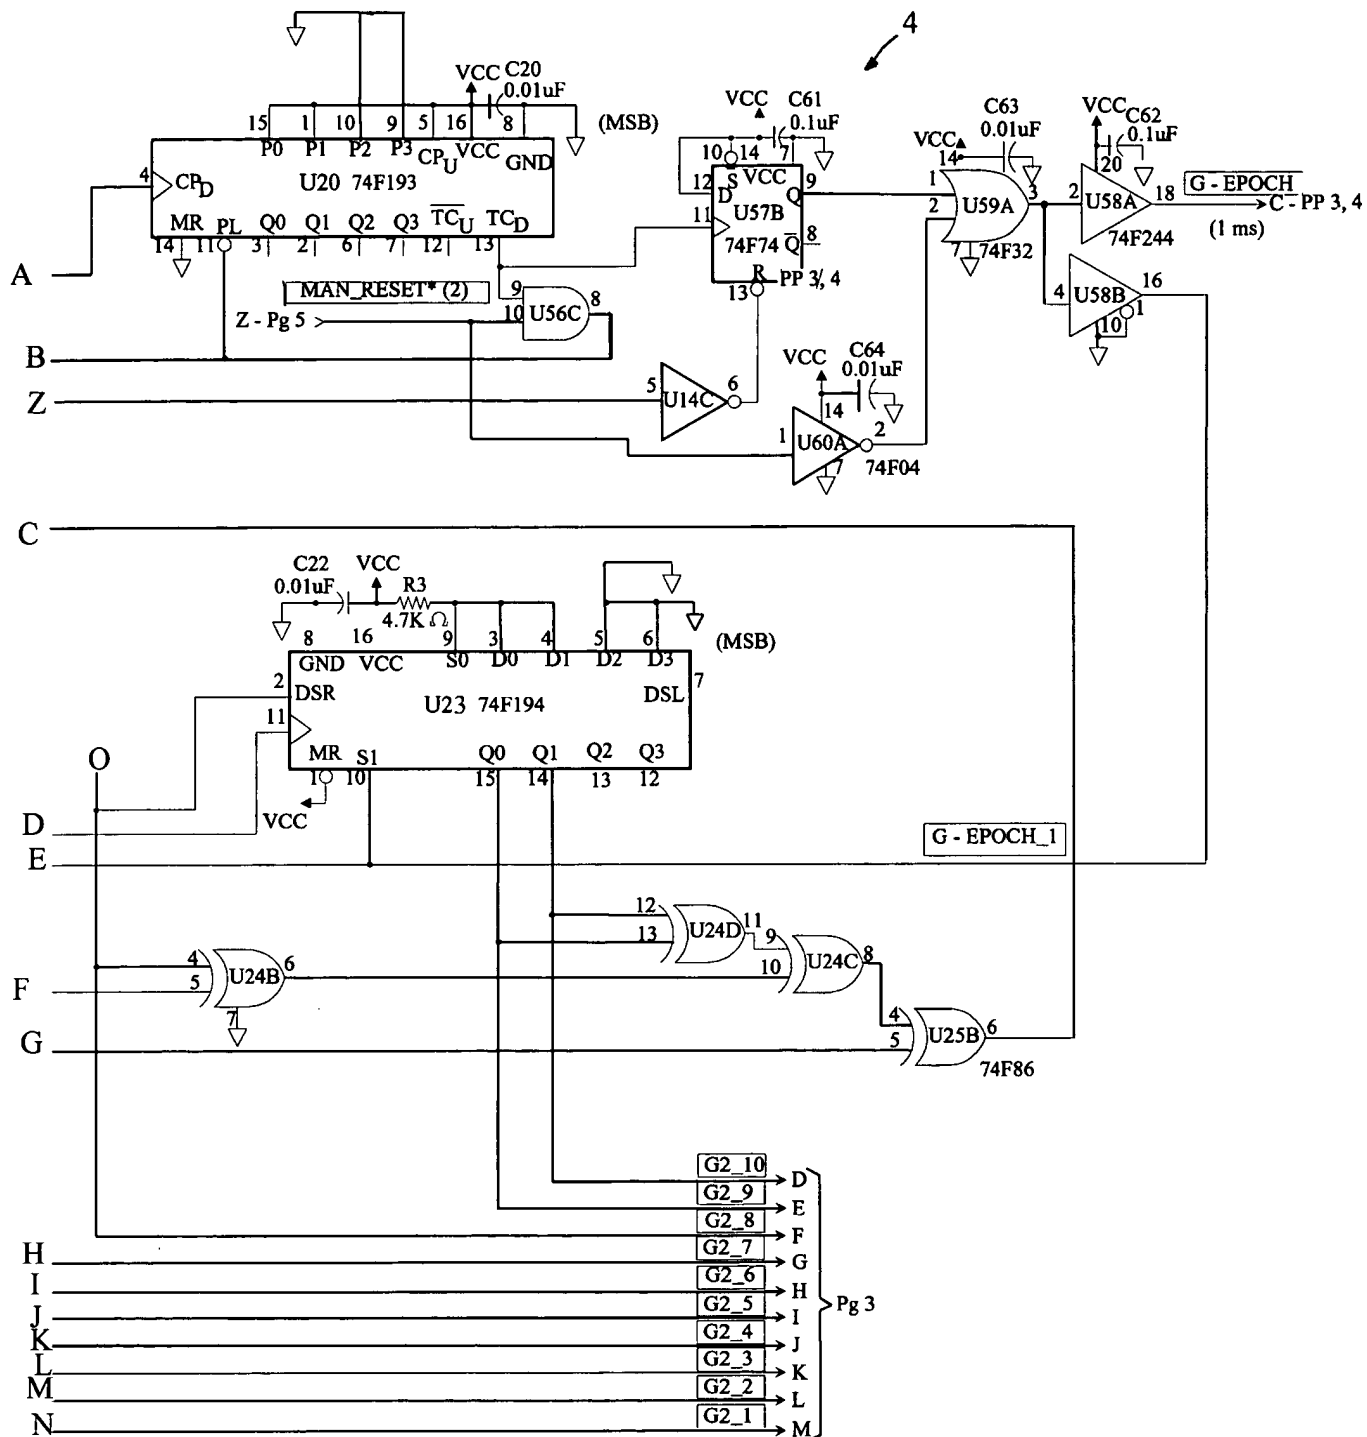 4
VCC C20
0.01uF
15 1 10 9 5 16 8
(MSB)
P0 P1 P2 P3 CPU VCC GND
4 CPD
U20 74F193
MR PL Q0 Q1 Q2 Q3 TCU TCD
14 11 3 2 6 7 12 13
A
MAN_RESET* (2)
Z - Pg 5
9
10
U56C
8
B
Z
5 U14C 6
VCC C61
0.1uF
10 14 7
12 D S VCC Q 9
11 U57B
74F74 Q 8
R PP 3, 4
13
VCC C64
0.01uF
14
1 U60A 2
7 74F04
C63
0.01uF
VCC
14
1
2
U59A
3
7 74F32
VCC C62
0.1uF
20
2 U58A 18
74F244
G - EPOCH
C - PP 3, 4
(1 ms)
4 U58B 16
10 1
C
C22
0.01uF
VCC
R3
4.7K Ω
8 16 9 3 4 5 6
(MSB)
GND VCC S0 D0 D1 D2 D3
2 DSR
U23 74F194
DSL 7
11
MR S1 Q0 Q1 Q2 Q3
1 10 15 14 13 12
VCC
O
D
E
G - EPOCH_1
12
13
U24D
11
9
10
U24C
8
4
5
U24B
6
7
F
G
4
5
U25B
6
74F86
G2_10 D
G2_9 E
G2_8 F
H G2_7 G
I G2_6 H
J G2_5 I
K G2_4 J
L G2_3 K
M G2_2 L
N G2_1 M
Pg 3